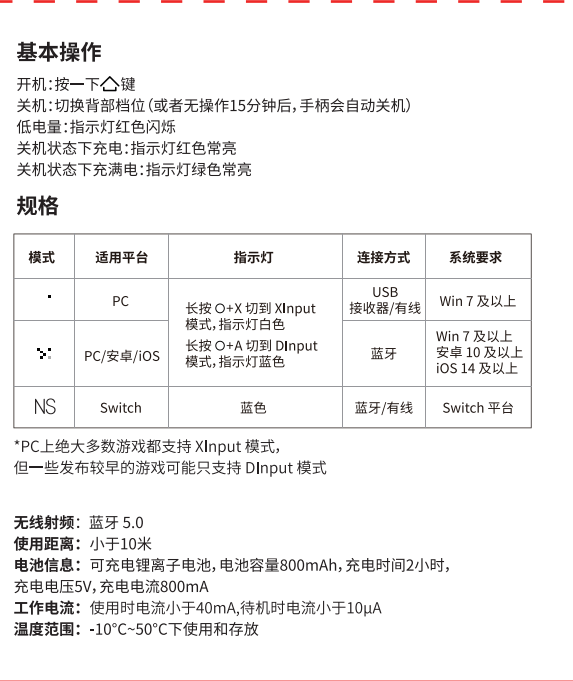 基本操作
开机:按一下键
关机:切换背部档位(或者无操作15分钟后,手柄会自动关机)
低电量:指示灯红色闪烁
关机状态下充电:指示灯红色常亮
关机状态下充满电:指示灯绿色常亮
规格
模式 适用平台 指示灯 连接方式 系统要求
PC
长按 O+X 切到 XInput
模式,指示灯白色
长按 O+A 切到 DInput
模式,指示灯蓝色
USB
接收器/有线
Win 7 及以上
PC/安卓/iOS
蓝牙
Win 7 及以上
安卓 10 及以上
iOS 14 及以上
NS Switch 蓝色 蓝牙/有线 Switch 平台
*PC上绝大多数游戏都支持 XInput 模式,
但一些发布较早的游戏可能只支持 DInput 模式
无线射频: 蓝牙 5.0
使用距离: 小于10米
电池信息: 可充电锂离子电池,电池容量800mAh,充电时间2小时,
充电电压5V,充电电流800mA
工作电流: 使用时电流小于40mA,待机时电流小于10μA
温度范围: -10°C~50°C下使用和存放